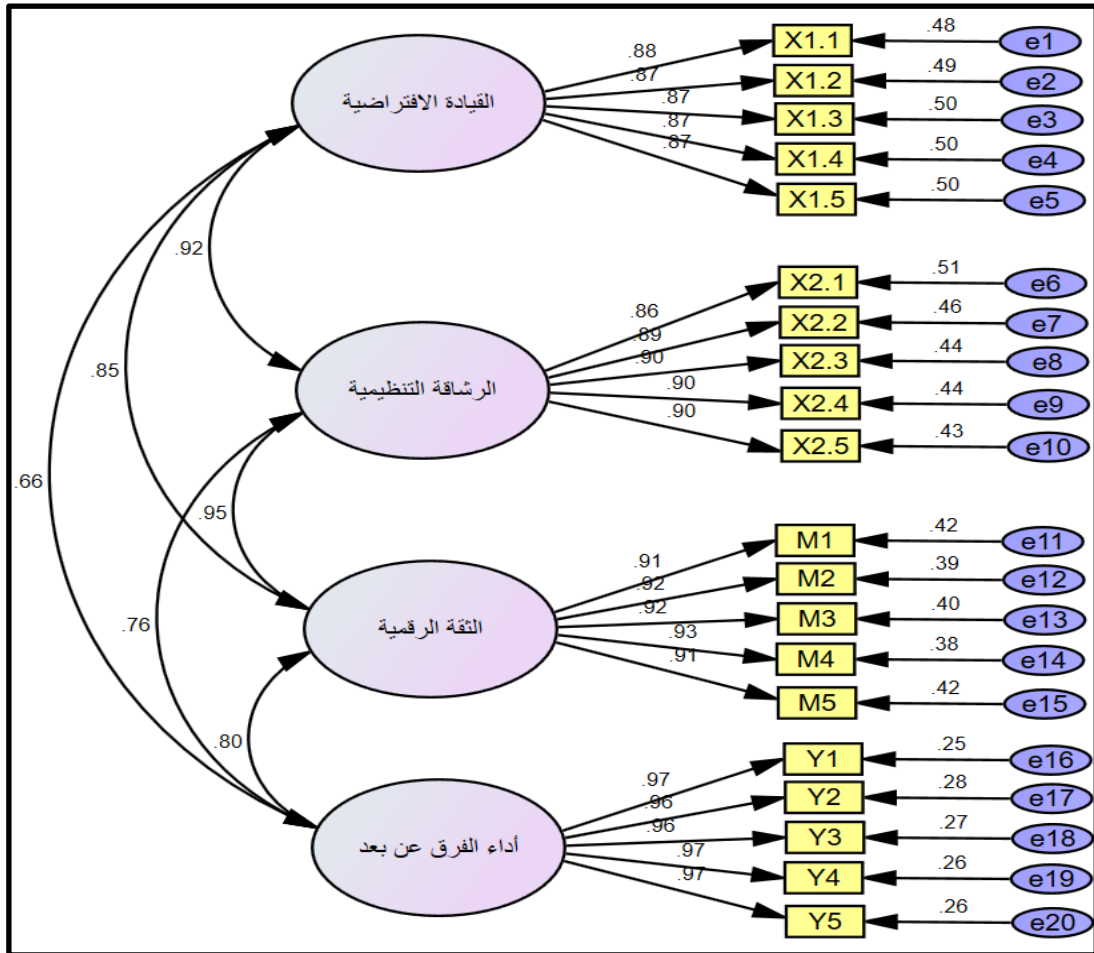 .88
X1.1
.48
e1
القيادة الافتراضية
.87
X1.2
.49
e2
.87
X1.3
.50
e3
.87
X1.4
.50
e4
.87
X1.5
.50
e5
.92
.86
X2.1
.51
e6
.89
X2.2
.46
e7
.85
الرشاقة التنظيمية
.90
X2.3
.44
e8
.90
X2.4
.44
e9
.90
X2.5
.43
e10
.66
.95
.91
M1
.42
e11
.92
M2
.39
e12
.76
الثقة الرقمية
.92
M3
.40
e13
.93
M4
.38
e14
.91
M5
.42
e15
.80
.97
Y1
.25
e16
.96
Y2
.28
e17
أداء الفرق عن بعد
.96
Y3
.27
e18
.97
Y4
.26
e19
.97
Y5
.26
e20